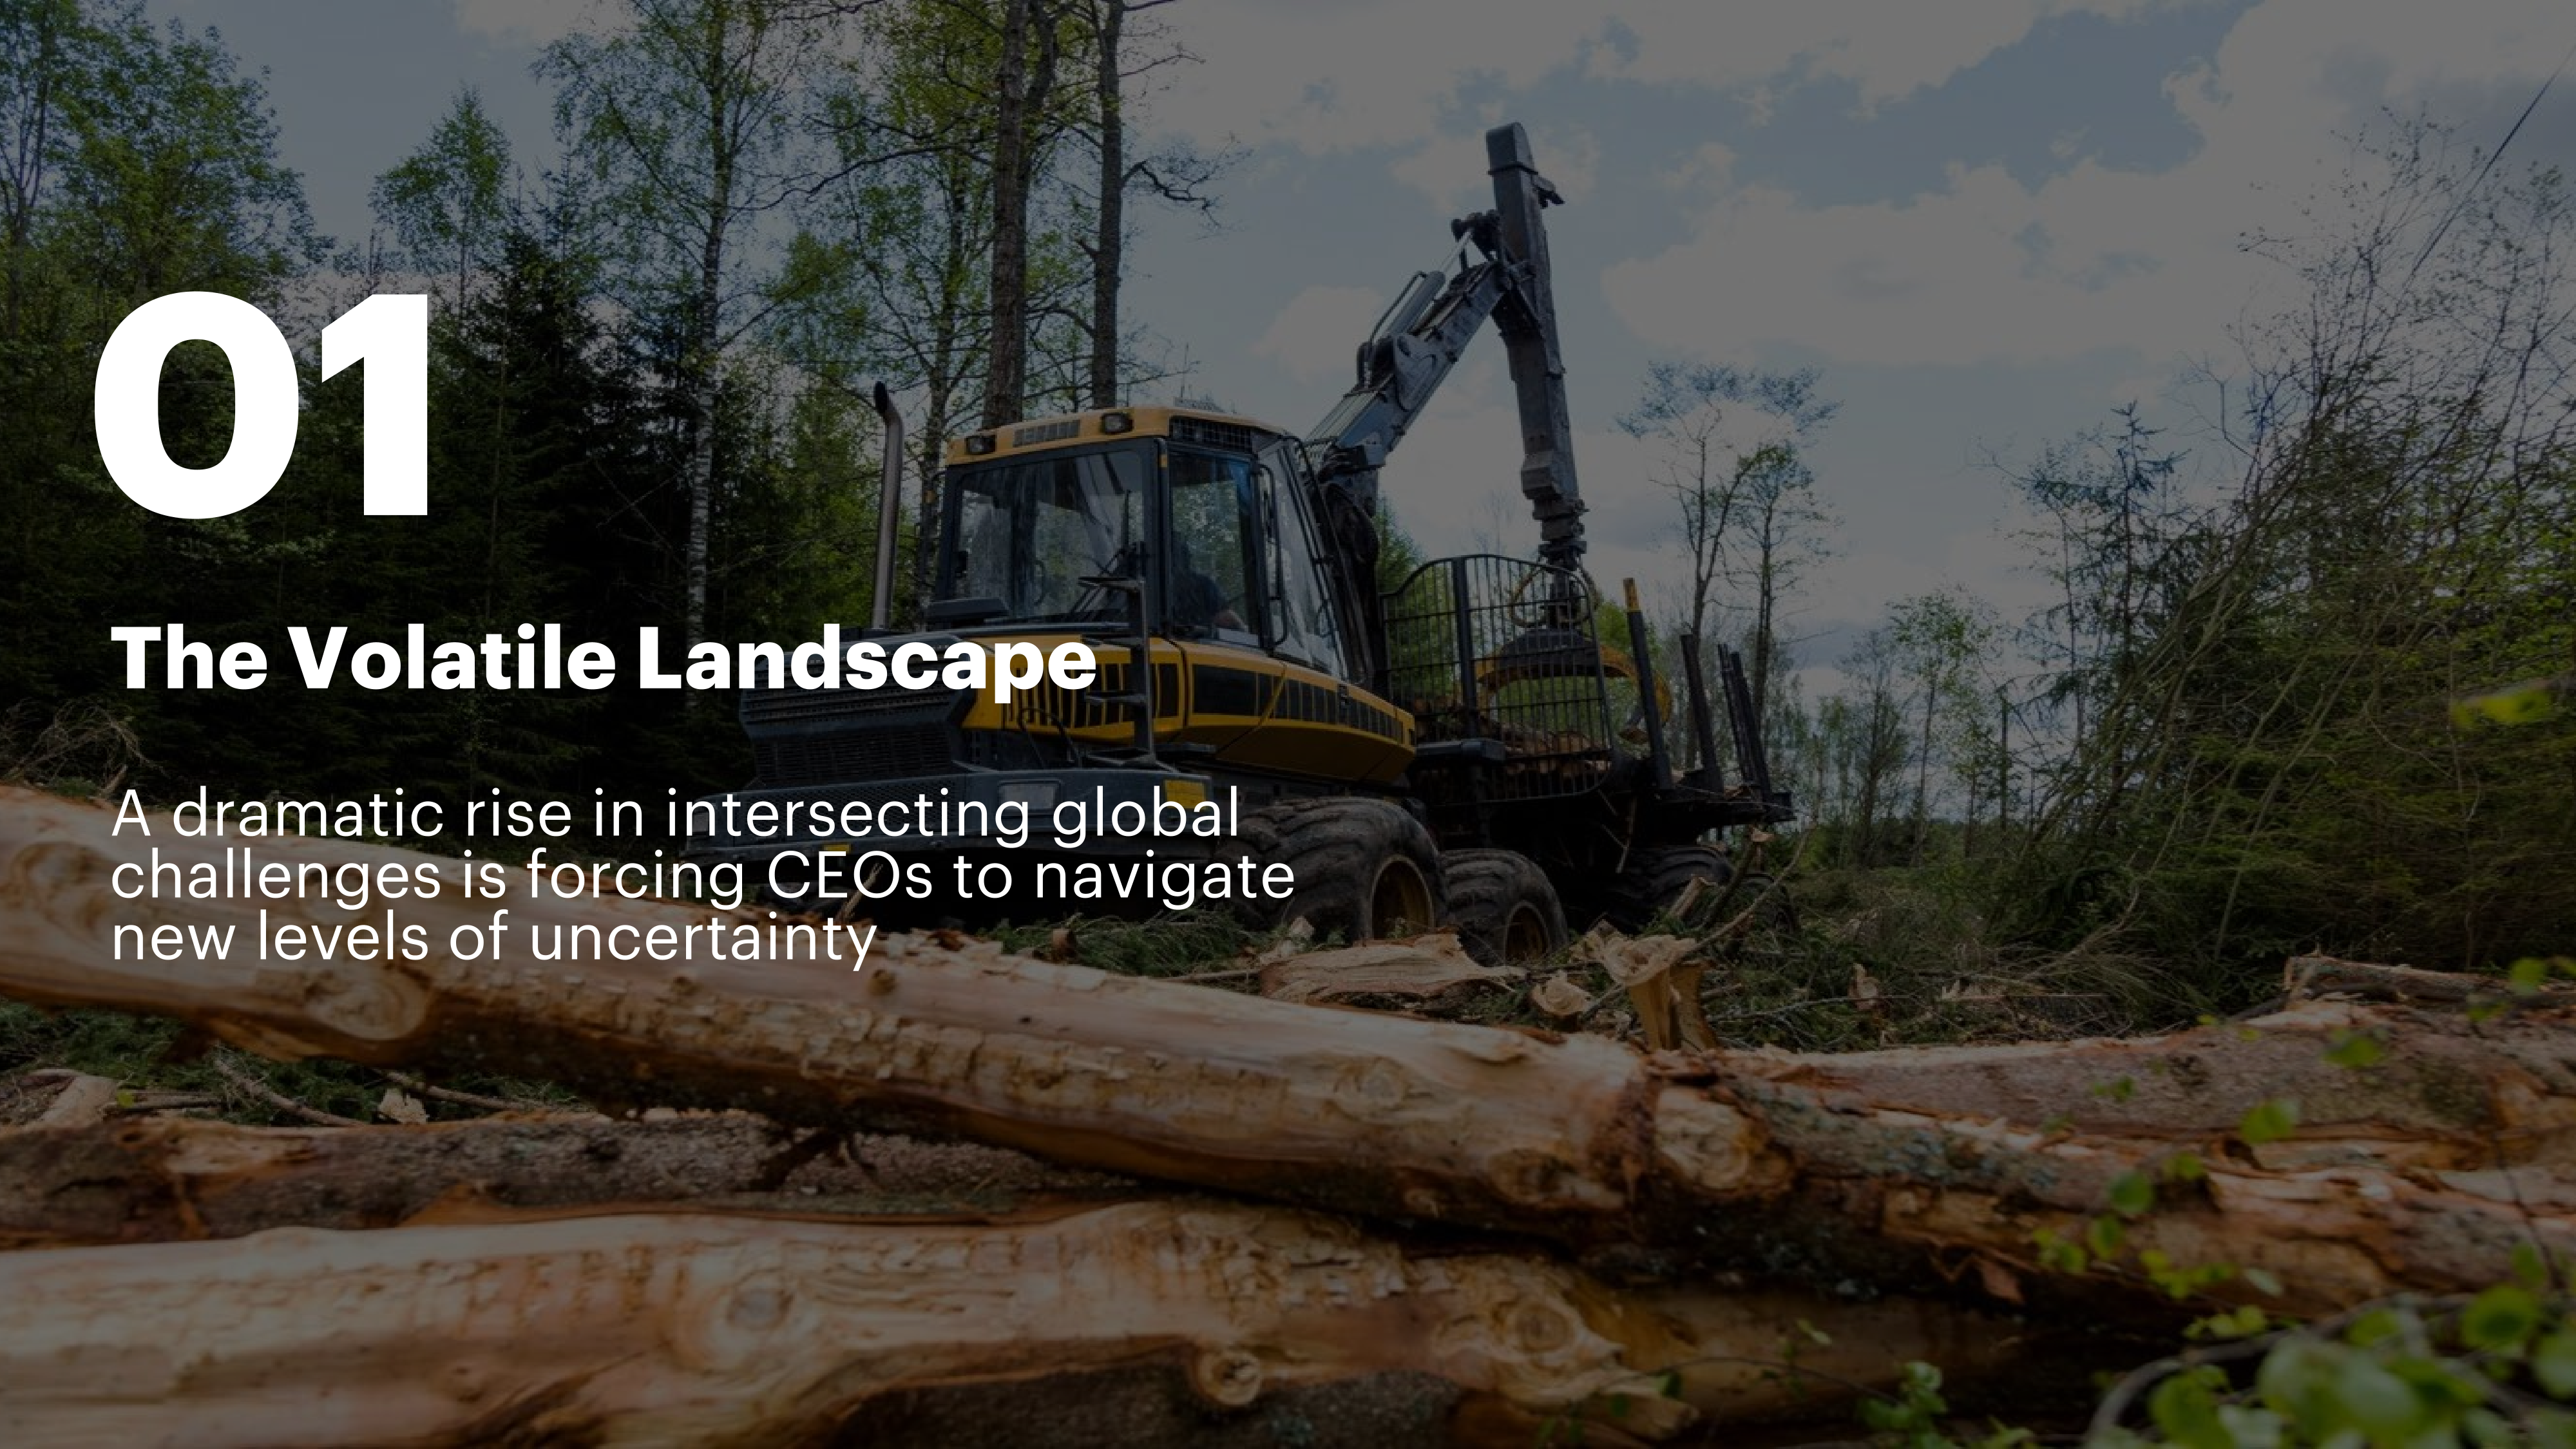 01
The Volatile Landscape
A dramatic rise in intersecting global
challenges is forcing CEOs to navigate
new levels of uncertainty